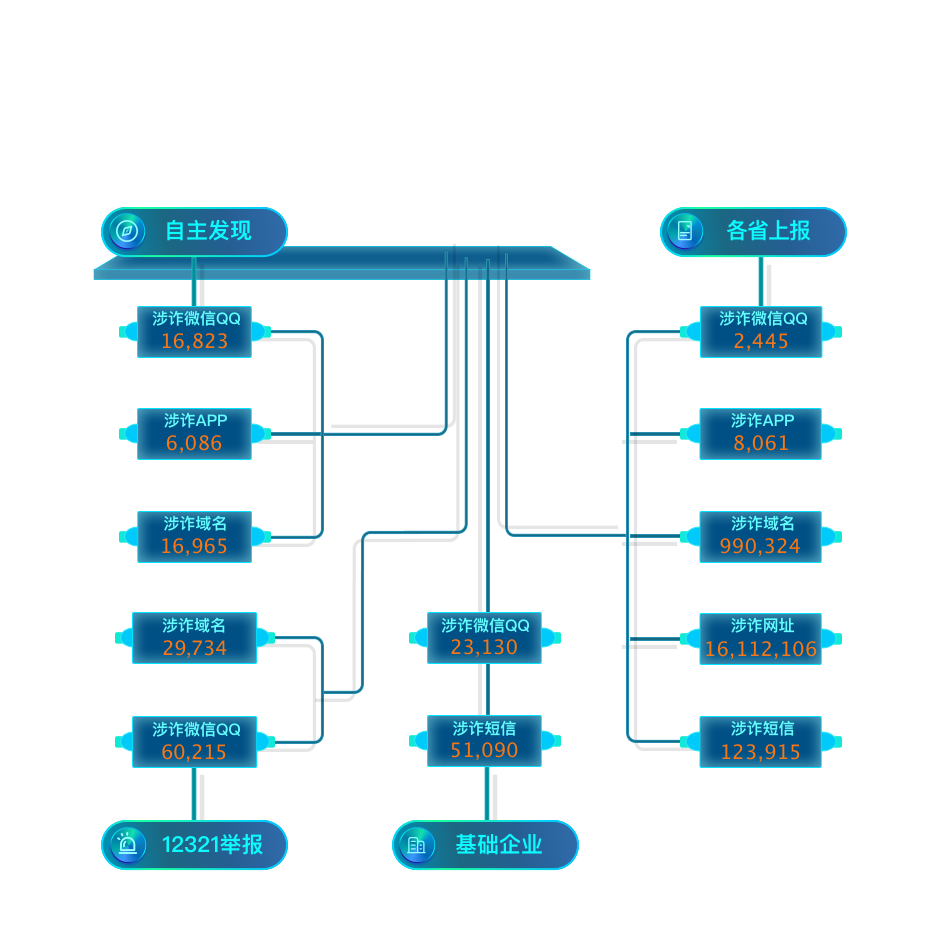 自主发现
各省上报
涉诈微信QQ
16,823
涉诈微信QQ
2,445
涉诈APP
6,086
涉诈APP
8,061
涉诈域名
16,965
涉诈域名
990,324
涉诈域名
29,734
涉诈微信QQ
23,130
涉诈网址
16,112,106
涉诈微信QQ
60,215
涉诈短信
51,090
涉诈短信
123,915
12321举报
基础企业